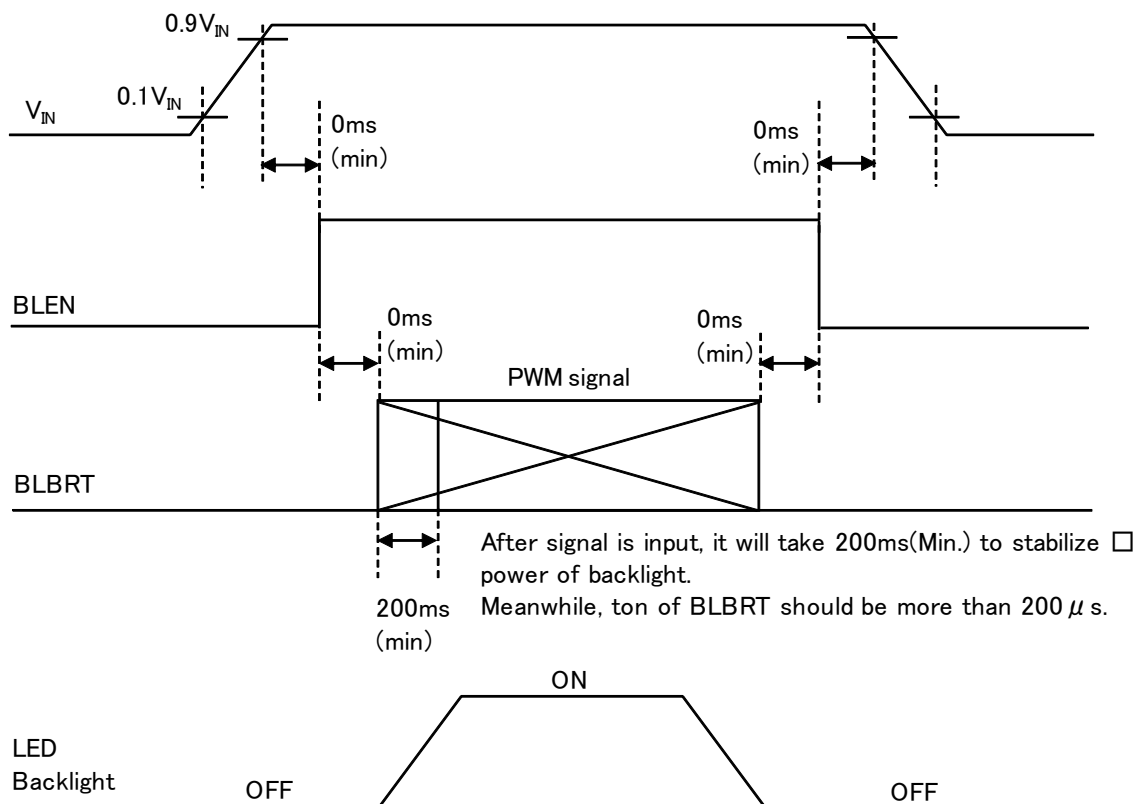 0.9VIN
0.1VIN
VIN
0ms
(min)
0ms
(min)
BLEN
0ms
(min)
0ms
(min)
PWM signal
BLBRT
After signal is input, it will take 200ms(Min.) to stabilize □
power of backlight.
Meanwhile, ton of BLBRT should be more than 200μs.
200ms
(min)
ON
LED
Backlight
OFF
OFF